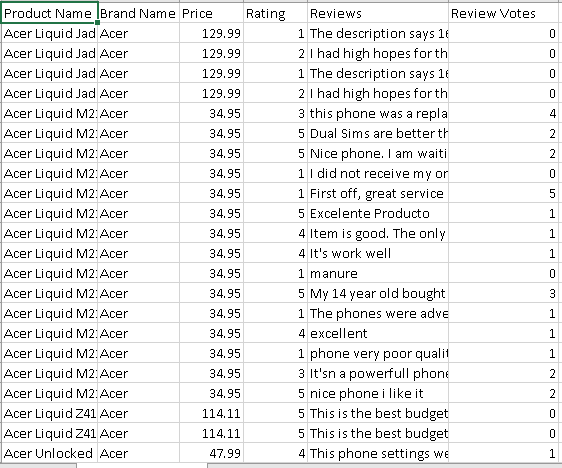 Product Name Brand Name Price Rating Reviews Review Votes
Acer Liquid Jad Acer 129.99 1 The description says 16 0
Acer Liquid Jad Acer 129.99 2 I had high hopes for th 0
Acer Liquid Jad Acer 129.99 1 The description says 16 0
Acer Liquid Jad Acer 129.99 2 I had high hopes for th 0
Acer Liquid M2 Acer 34.95 3 this phone was a repla 4
Acer Liquid M2 Acer 34.95 5 Dual Sims are better th 2
Acer Liquid M2 Acer 34.95 5 Nice phone. I am waiti 2
Acer Liquid M2 Acer 34.95 1 I did not receive my or 0
Acer Liquid M2 Acer 34.95 1 First off, great service 5
Acer Liquid M2 Acer 34.95 5 Excelente Producto 1
Acer Liquid M2 Acer 34.95 4 Item is good. The only 1
Acer Liquid M2 Acer 34.95 4 It's work well 1
Acer Liquid M2 Acer 34.95 1 manure 0
Acer Liquid M2 Acer 34.95 5 My 14 year old bought 3
Acer Liquid M2 Acer 34.95 1 The phones were adve 1
Acer Liquid M2 Acer 34.95 4 excellent 1
Acer Liquid M2 Acer 34.95 1 phone very poor qualit 1
Acer Liquid M2 Acer 34.95 3 It'sn a powerfull phone 2
Acer Liquid M2 Acer 34.95 5 nice phone i like it 2
Acer Liquid Z41 Acer 114.11 5 This is the best budget 0
Acer Liquid Z41 Acer 114.11 5 This is the best budget 0
Acer Unlocked Acer 47.99 4 This phone settings we 1